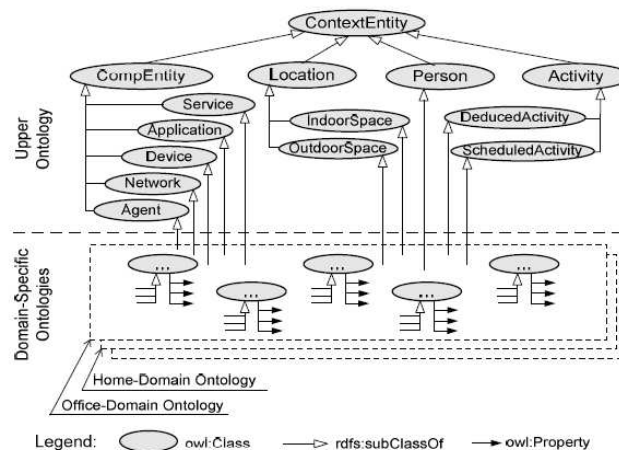 ContextEntity
CompEntity
Location
Person
Activity
Service
Application
Device
Network
Agent
IndoorSpace
OutdoorSpace
DeducedActivity
ScheduledActivity
Upper
Ontology
Domain-Specific
Ontologies
...
...
...
...
...
Home-Domain Ontology
Office-Domain Ontology
Legend: owl:Class rdfs:subClassOf owl:Property